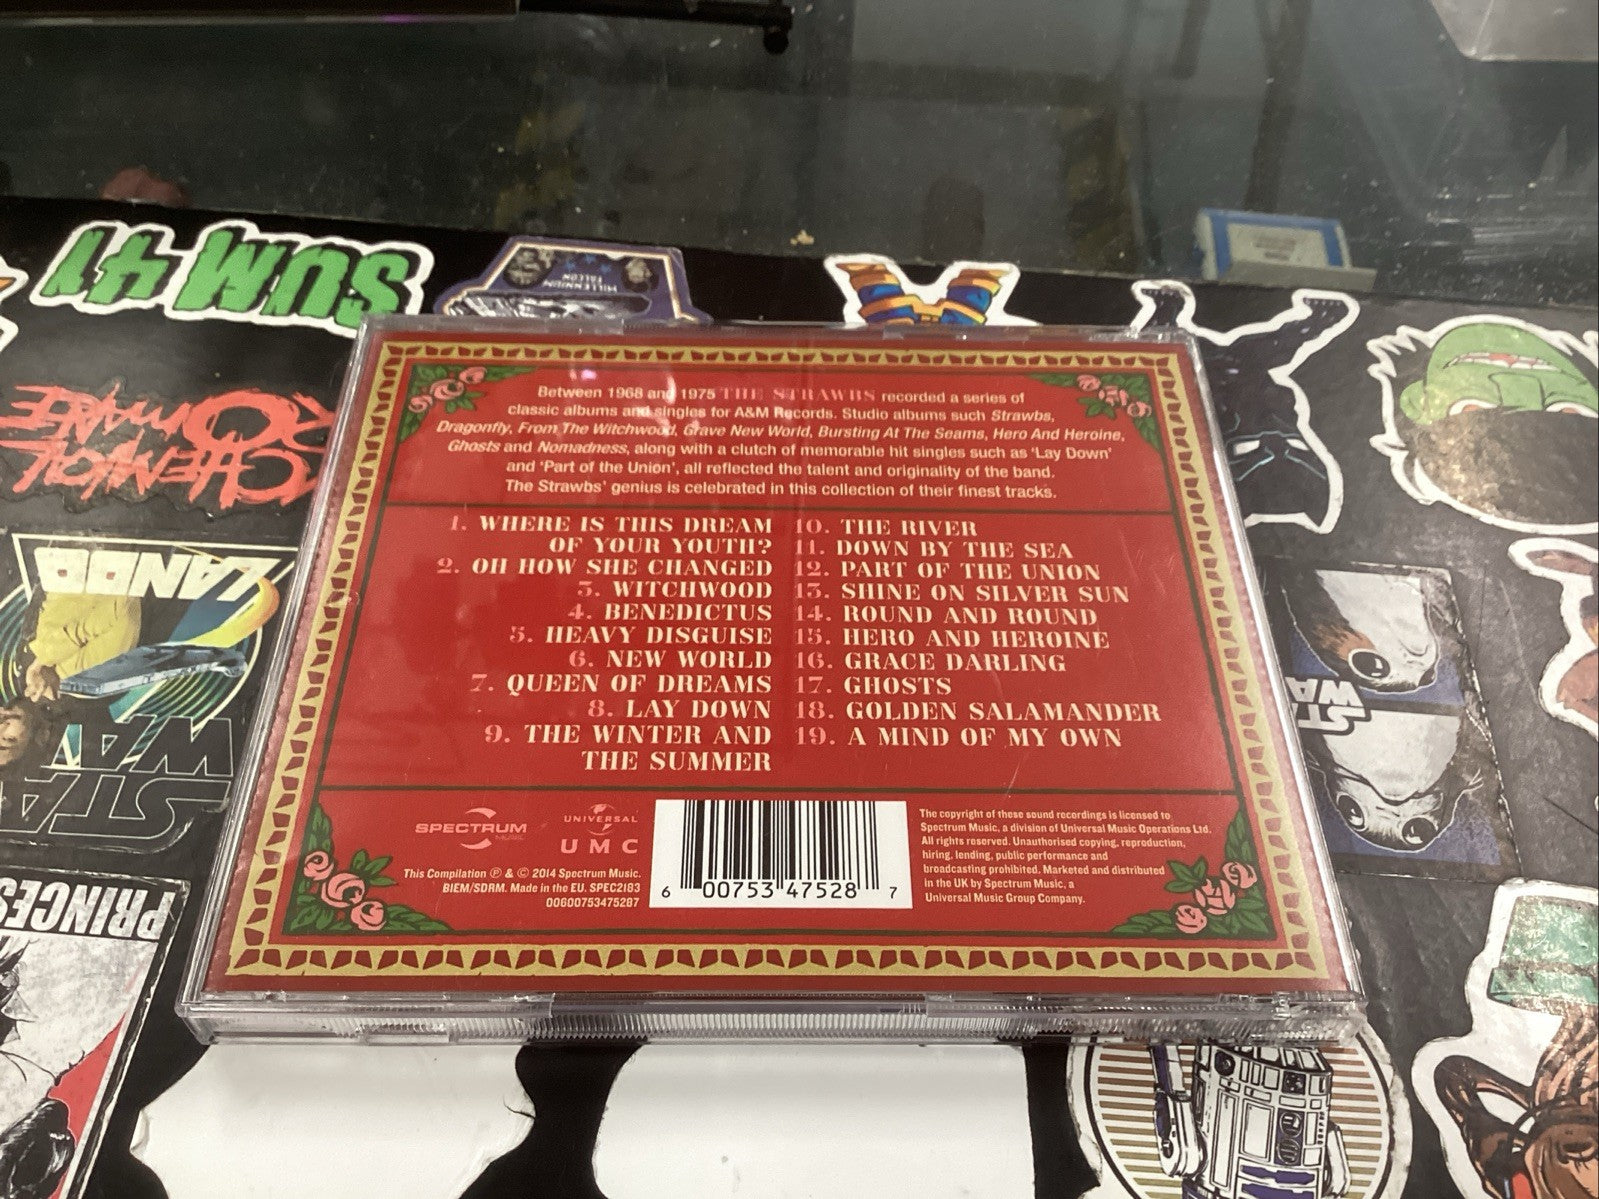 SUM 41
MILLENNIUM
FALCON
CHEMICAL
ROMANCE
LANDO
STA
WA
PRINCES
STA
WA
Between 1968 and 1975 THE STRAWBS recorded a series of
classic albums and singles for A&M Records. Studio albums such Strawbs,
Dragonfly, From The Witchwood, Grave New World, Bursting At The Seams, Hero And Heroine,
Ghosts and Nomadness, along with a clutch of memorable hit singles such as ‘Lay Down’
and ‘Part of the Union’, all reflected the talent and originality of the band.
The Strawbs’ genius is celebrated in this collection of their finest tracks.
1. WHERE IS THIS DREAM
OF YOUR YOUTH?
2. OH HOW SHE CHANGED
3. WITCHWOOD
4. BENEDICTUS
5. HEAVY DISGUISE
6. NEW WORLD
7. QUEEN OF DREAMS
8. LAY DOWN
9. THE WINTER AND
THE SUMMER
10. THE RIVER
11. DOWN BY THE SEA
12. PART OF THE UNION
13. SHINE ON SILVER SUN
14. ROUND AND ROUND
15. HERO AND HEROINE
16. GRACE DARLING
17. GHOSTS
18. GOLDEN SALAMANDER
19. A MIND OF MY OWN
SPECTRUM
MUSIC
UNIVERSAL
UMC
This Compilation ℗ & © 2014 Spectrum Music.
BIEM/SDRM. Made in the EU. SPEC2183
00600753475287
6 00753 47528 7
The copyright of these sound recordings is licensed to
Spectrum Music, a division of Universal Music Operations Ltd.
All rights reserved. Unauthorised copying, reproduction,
hiring, lending, public performance and
broadcasting prohibited. Marketed and distributed
in the UK by Spectrum Music, a
Universal Music Group Company.